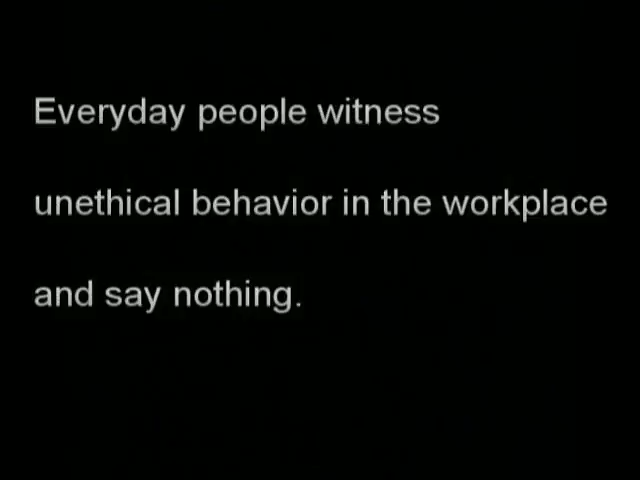 Everyday people witness
unethical behavior in the workplace
and say nothing.